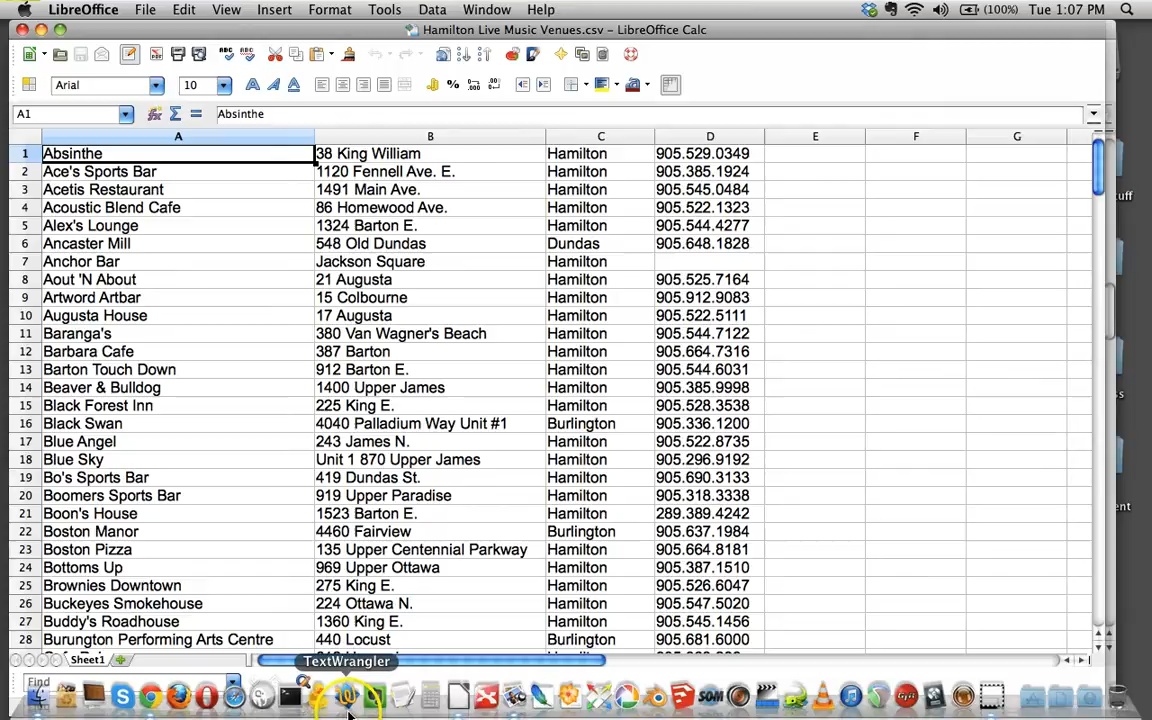 LibreOffice File Edit View Insert Format Tools Data Window Help (100%) Tue 1:07 PM
Hamilton Live Music Venues.csv – LibreOffice Calc
Arial 10
A1 Absinthe
A B C D E F G
1 Absinthe 38 King William Hamilton 905.529.0349
2 Ace's Sports Bar 1120 Fennell Ave. E. Hamilton 905.385.1924
3 Acetis Restaurant 1491 Main Ave. Hamilton 905.545.0484
4 Acoustic Blend Cafe 86 Homewood Ave. Hamilton 905.522.1323
5 Alex's Lounge 1324 Barton E. Hamilton 905.544.4277
6 Ancaster Mill 548 Old Dundas Dundas 905.648.1828
7 Anchor Bar Jackson Square Hamilton
8 Aout 'N About 21 Augusta Hamilton 905.525.7164
9 Artword Artbar 15 Colbourne Hamilton 905.912.9083
10 Augusta House 17 Augusta Hamilton 905.522.5111
11 Baranga's 380 Van Wagner's Beach Hamilton 905.544.7122
12 Barbara Cafe 387 Barton Hamilton 905.664.7316
13 Barton Touch Down 912 Barton E. Hamilton 905.544.6031
14 Beaver & Bulldog 1400 Upper James Hamilton 905.385.9998
15 Black Forest Inn 225 King E. Hamilton 905.528.3538
16 Black Swan 4040 Palladium Way Unit #1 Burlington 905.336.1200
17 Blue Angel 243 James N. Hamilton 905.522.8735
18 Blue Sky Unit 1 870 Upper James Hamilton 905.296.9192
19 Bo's Sports Bar 419 Dundas St. Hamilton 905.690.3133
20 Boomers Sports Bar 919 Upper Paradise Hamilton 905.318.3338
21 Boon's House 1523 Barton E. Hamilton 289.389.4242
22 Boston Manor 4460 Fairview Burlington 905.637.1984
23 Boston Pizza 135 Upper Centennial Parkway Hamilton 905.664.8181
24 Bottoms Up 969 Upper Ottawa Hamilton 905.387.1510
25 Brownies Downtown 275 King E. Hamilton 905.526.6047
26 Buckeyes Smokehouse 224 Ottawa N. Hamilton 905.547.5020
27 Buddy's Roadhouse 1360 King E. Hamilton 905.545.1456
28 Burungton Performing Arts Centre 440 Locust Burlington 905.681.6000
Sheet1 TextWrangler
Find